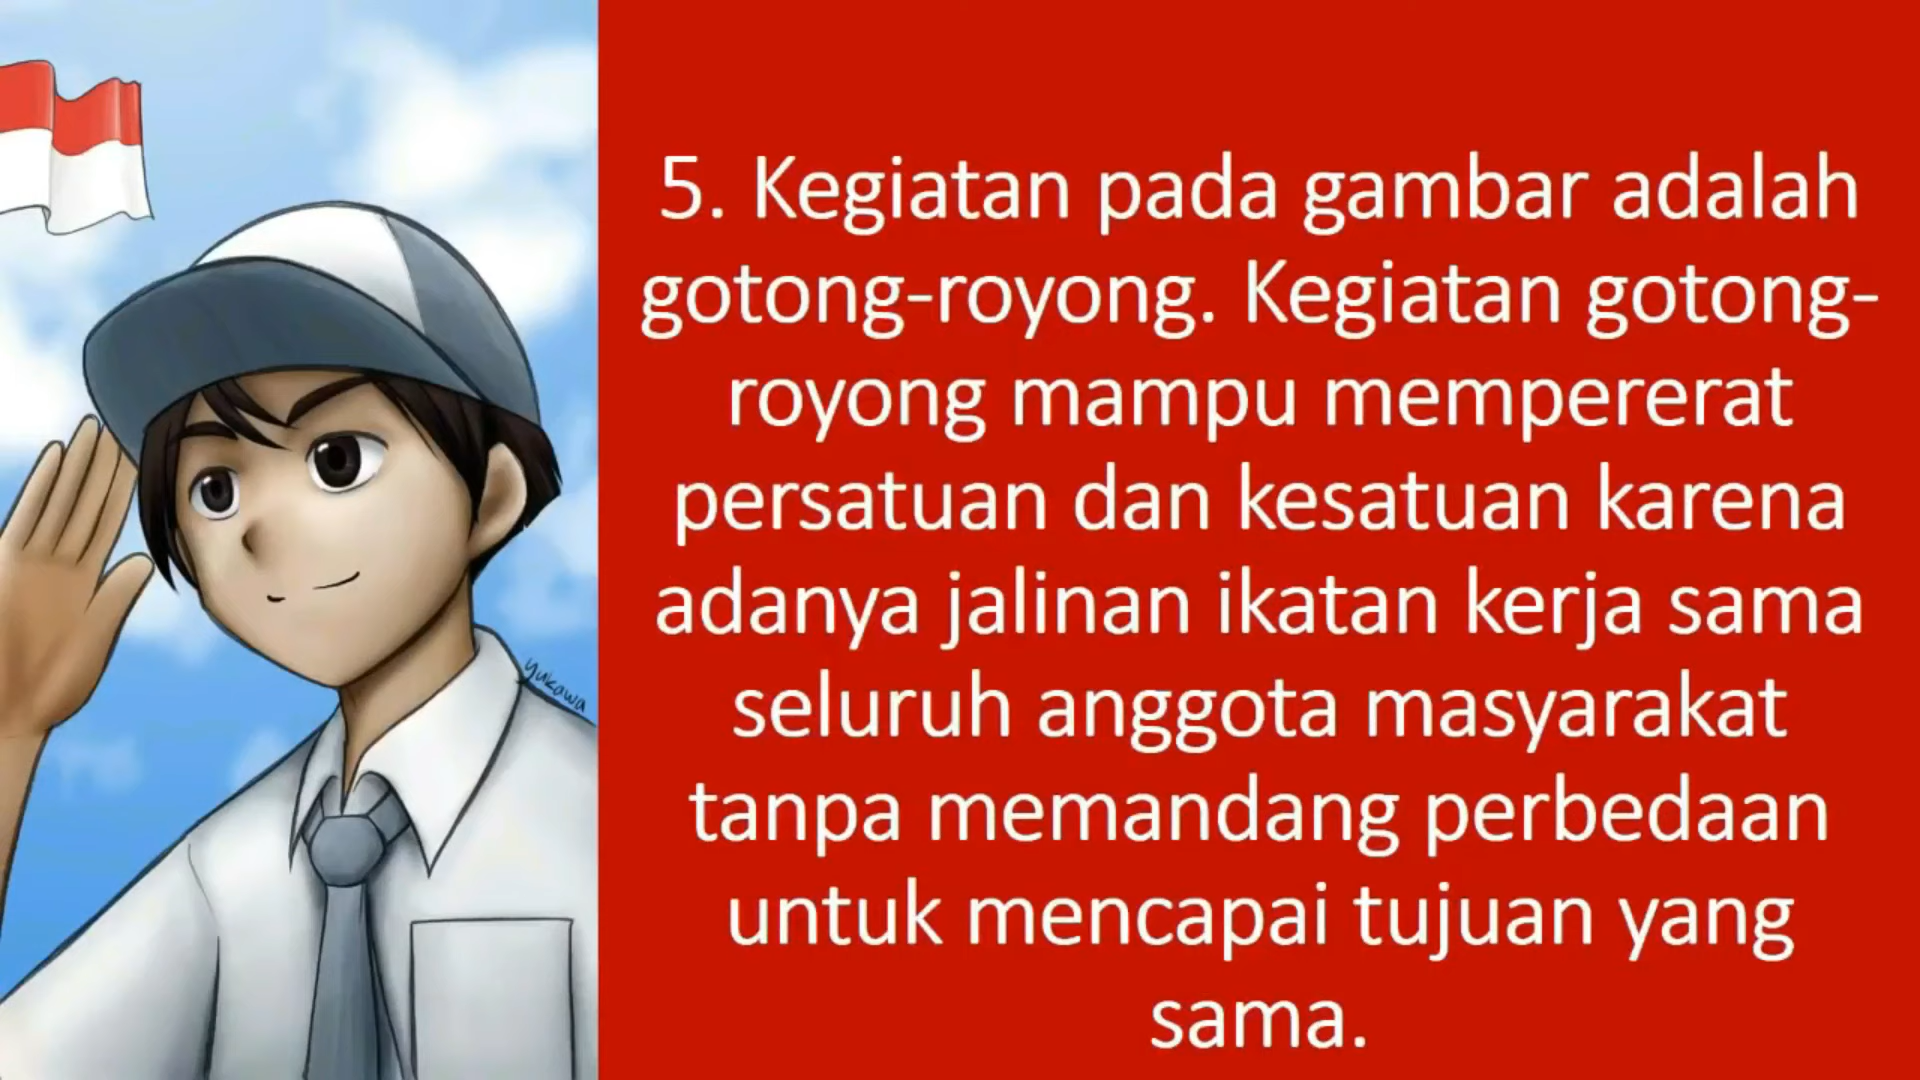 5. Kegiatan pada gambar adalah
gotong-royong. Kegiatan gotong-
royong mampu mempererat
persatuan dan kesatuan karena
adanya jalinan ikatan kerja sama
seluruh anggota masyarakat
tanpa memandang perbedaan
untuk mencapai tujuan yang
sama.
Yukowa